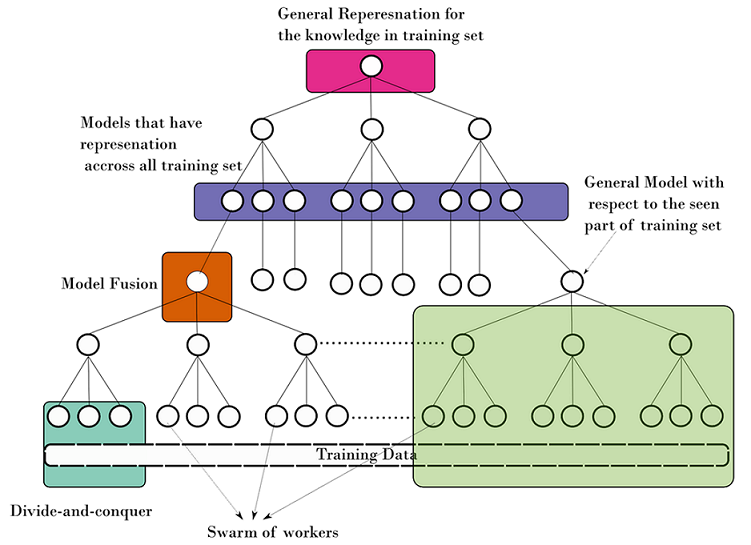 General Reperesnation for
the knowledge in training set
Models that have
represenation
accross all training set
General Model with
respect to the seen
part of training set
Model Fusion
Training Data
Divide-and-conquer
Swarm of workers